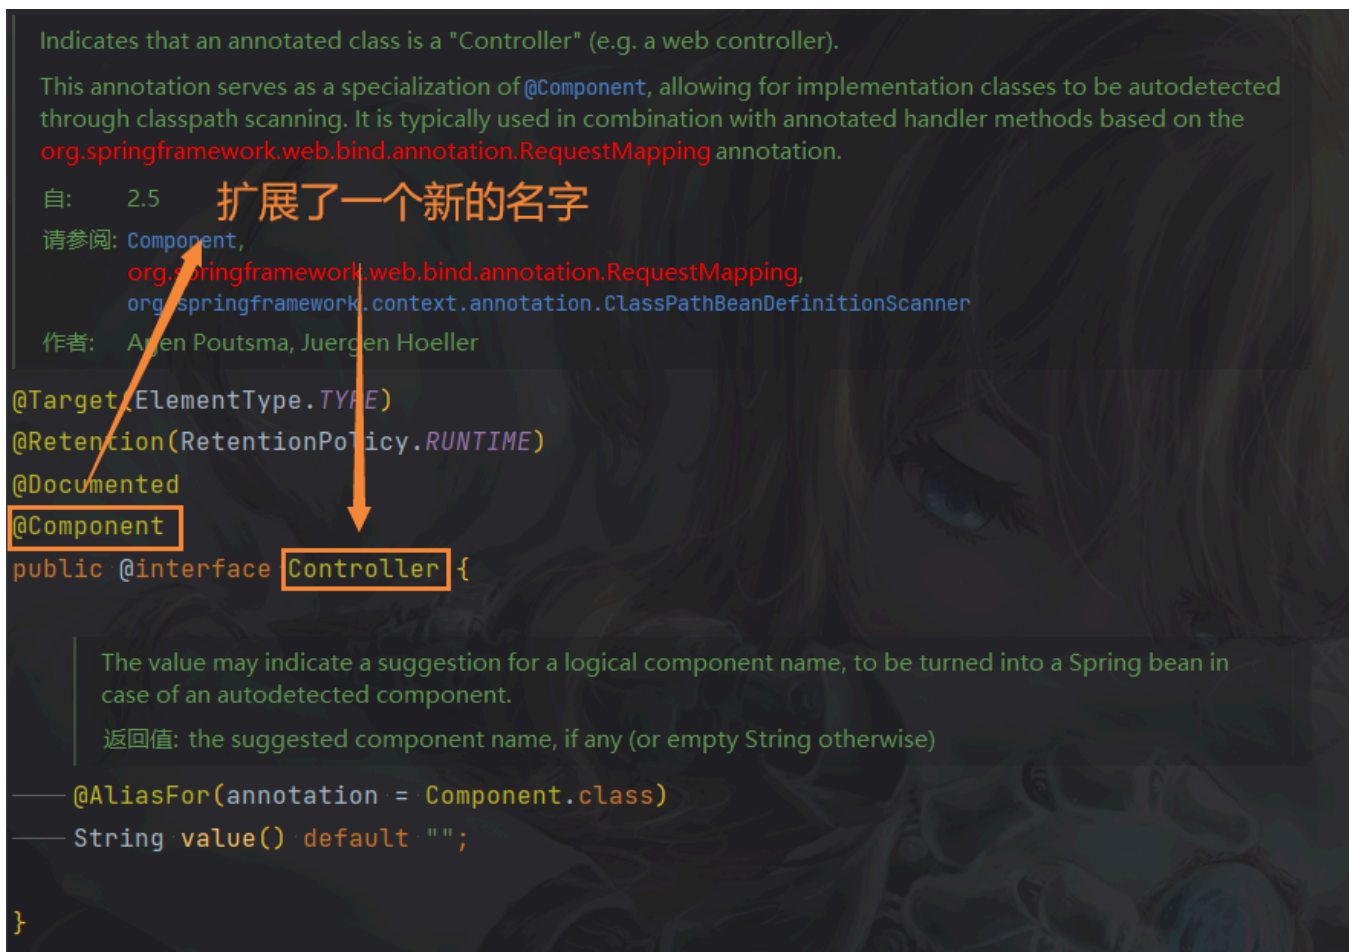 Indicates that an annotated class is a "Controller" (e.g. a web controller).
This annotation serves as a specialization of @Component, allowing for implementation classes to be autodetected
through classpath scanning. It is typically used in combination with annotated handler methods based on the
org.springframework.web.bind.annotation.RequestMapping annotation.
自: 2.5
扩展了一个新的名字
请参阅: Component,
org.springframework.web.bind.annotation.RequestMapping,
org.springframework.context.annotation.ClassPathBeanDefinitionScanner
作者: Arjen Poutsma, Juergen Hoeller
@Target(ElementType.TYPE)
@Retention(RetentionPolicy.RUNTIME)
@Documented
@Component
public @interface Controller {
The value may indicate a suggestion for a logical component name, to be turned into a Spring bean in
case of an autodetected component.
返回值: the suggested component name, if any (or empty String otherwise)
@AliasFor(annotation = Component.class)
String value() default "";
}